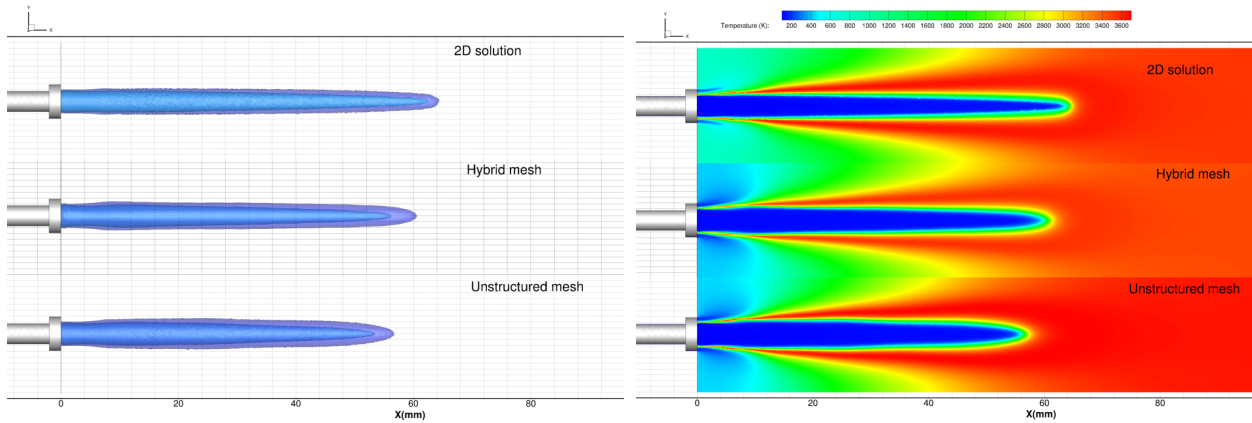 Y
X
2D solution
Hybrid mesh
Unstructured mesh
0 20 40 60 80
X(mm)
Y
X
Temperature (K): 200 400 600 800 1000 1200 1400 1600 1800 2000 2200 2400 2600 2800 3000 3200 3400 3600
2D solution
Hybrid mesh
Unstructured mesh
0 20 40 60 80
X(mm)